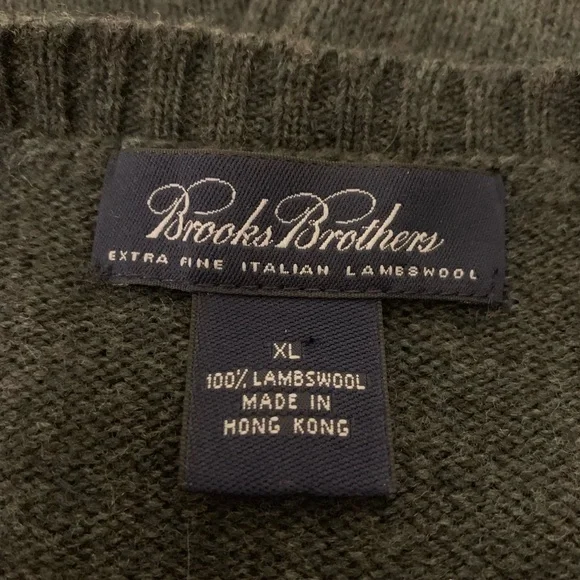 Brooks Brothers
EXTRA FINE ITALIAN LAMBSWOOL
XL
100% LAMBSWOOL
MADE IN
HONG KONG